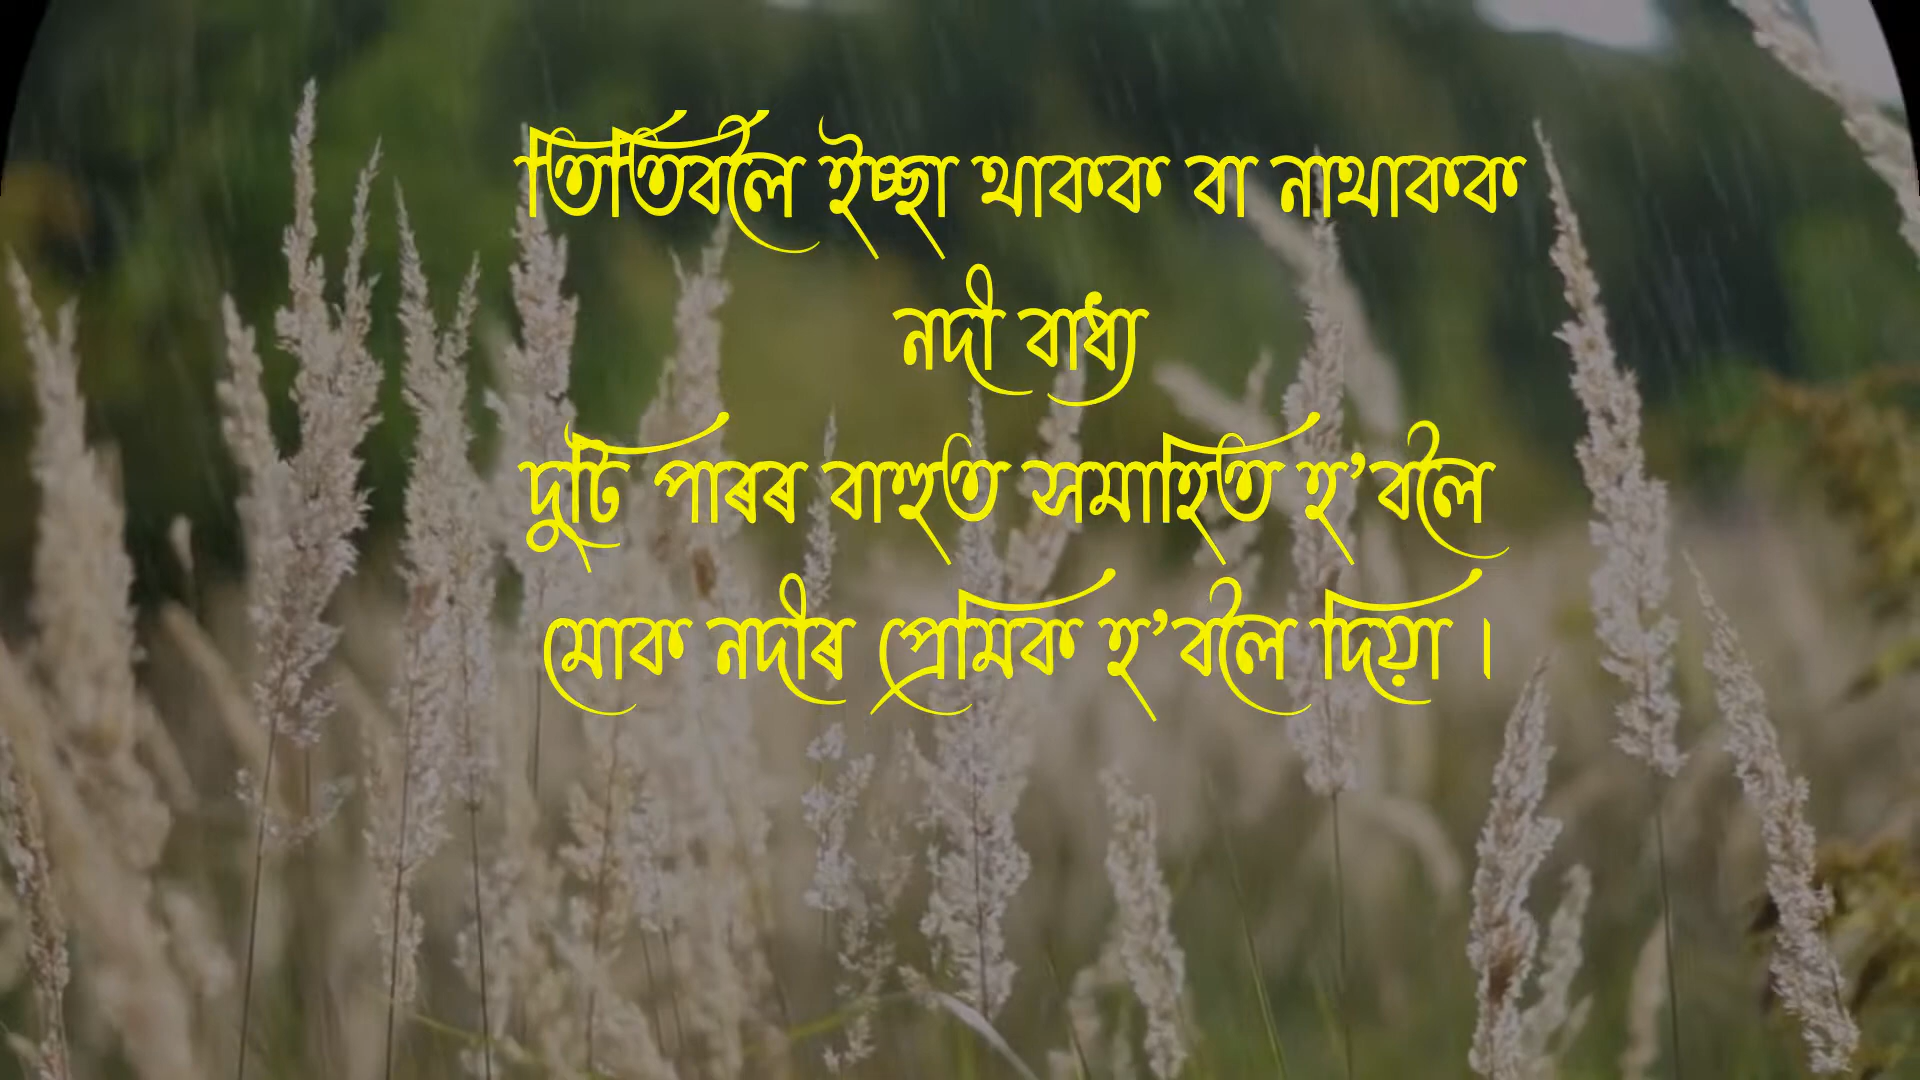 তিতিবলৈ ইচ্ছা থাকক বা নাথাকক
নদী বাধ্য
দুটি পাৰৰ বাহুত সমাহিত হ’বলৈ
মোক নদীৰ প্ৰেমিক হ’বলৈ দিয়া ।